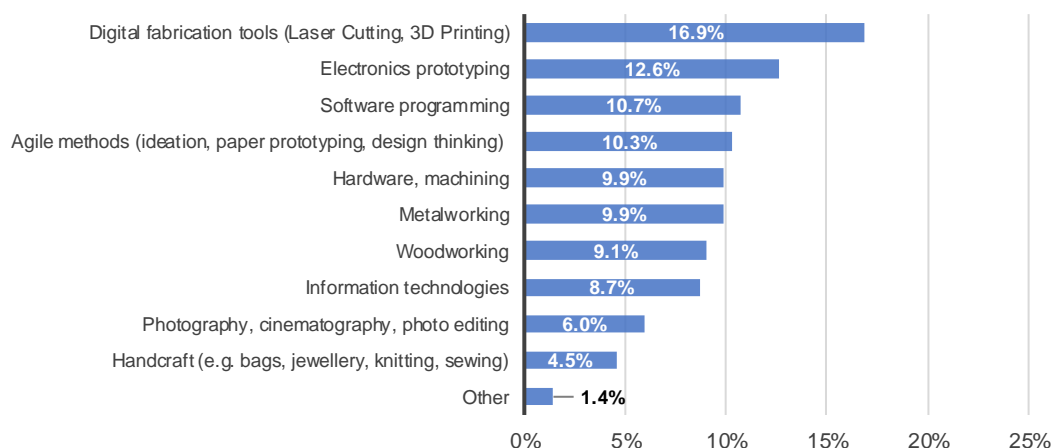 Digital fabrication tools (Laser Cutting, 3D Printing) 16.9%
Electronics prototyping 12.6%
Software programming 10.7%
Agile methods (ideation, paper prototyping, design thinking) 10.3%
Hardware, machining 9.9%
Metalworking 9.9%
Woodworking 9.1%
Information technologies 8.7%
Photography, cinematography, photo editing 6.0%
Handcraft (e.g. bags, jewellery, knitting, sewing) 4.5%
Other 1.4%
0% 5% 10% 15% 20% 25%